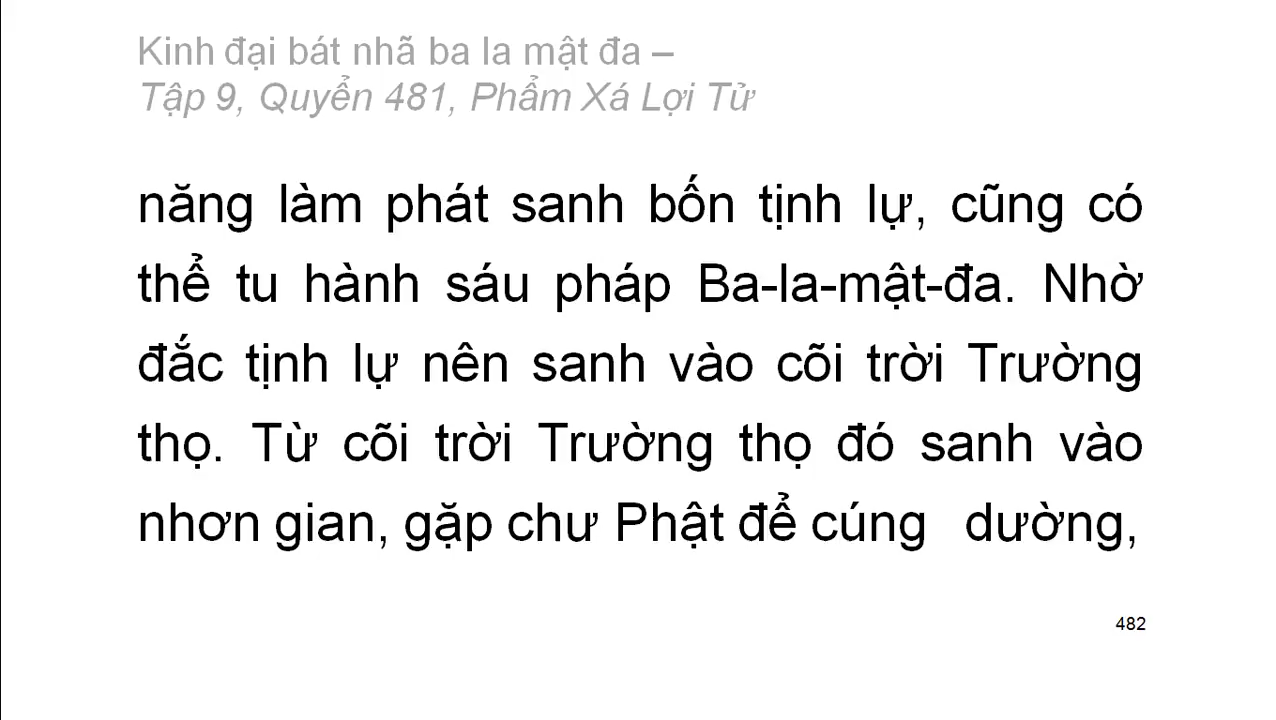 Kinh đại bát nhã ba la mật đa –
Tập 9, Quyển 481, Phẩm Xá Lợi Tử
năng làm phát sanh bốn tịnh lự, cũng có
thể tu hành sáu pháp Ba-la-mật-đa. Nhờ
đắc tịnh lự nên sanh vào cõi trời Trường
thọ. Từ cõi trời Trường thọ đó sanh vào
nhơn gian, gặp chư Phật để cúng dường,
482